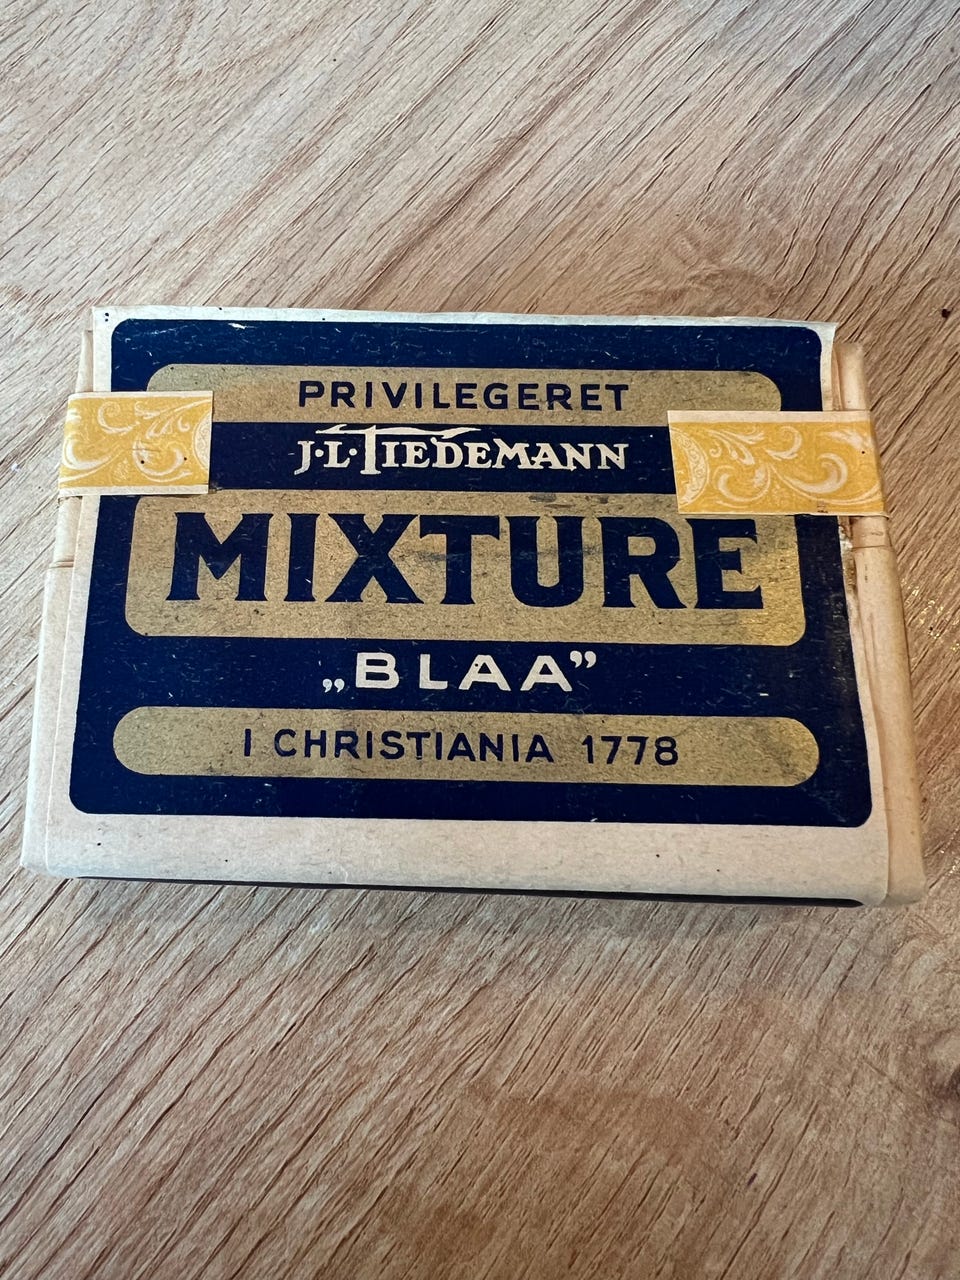 PRIVILEGERET
J·L·TIEDEMANN
MIXTURE
„BLAA”
I CHRISTIANIA 1778